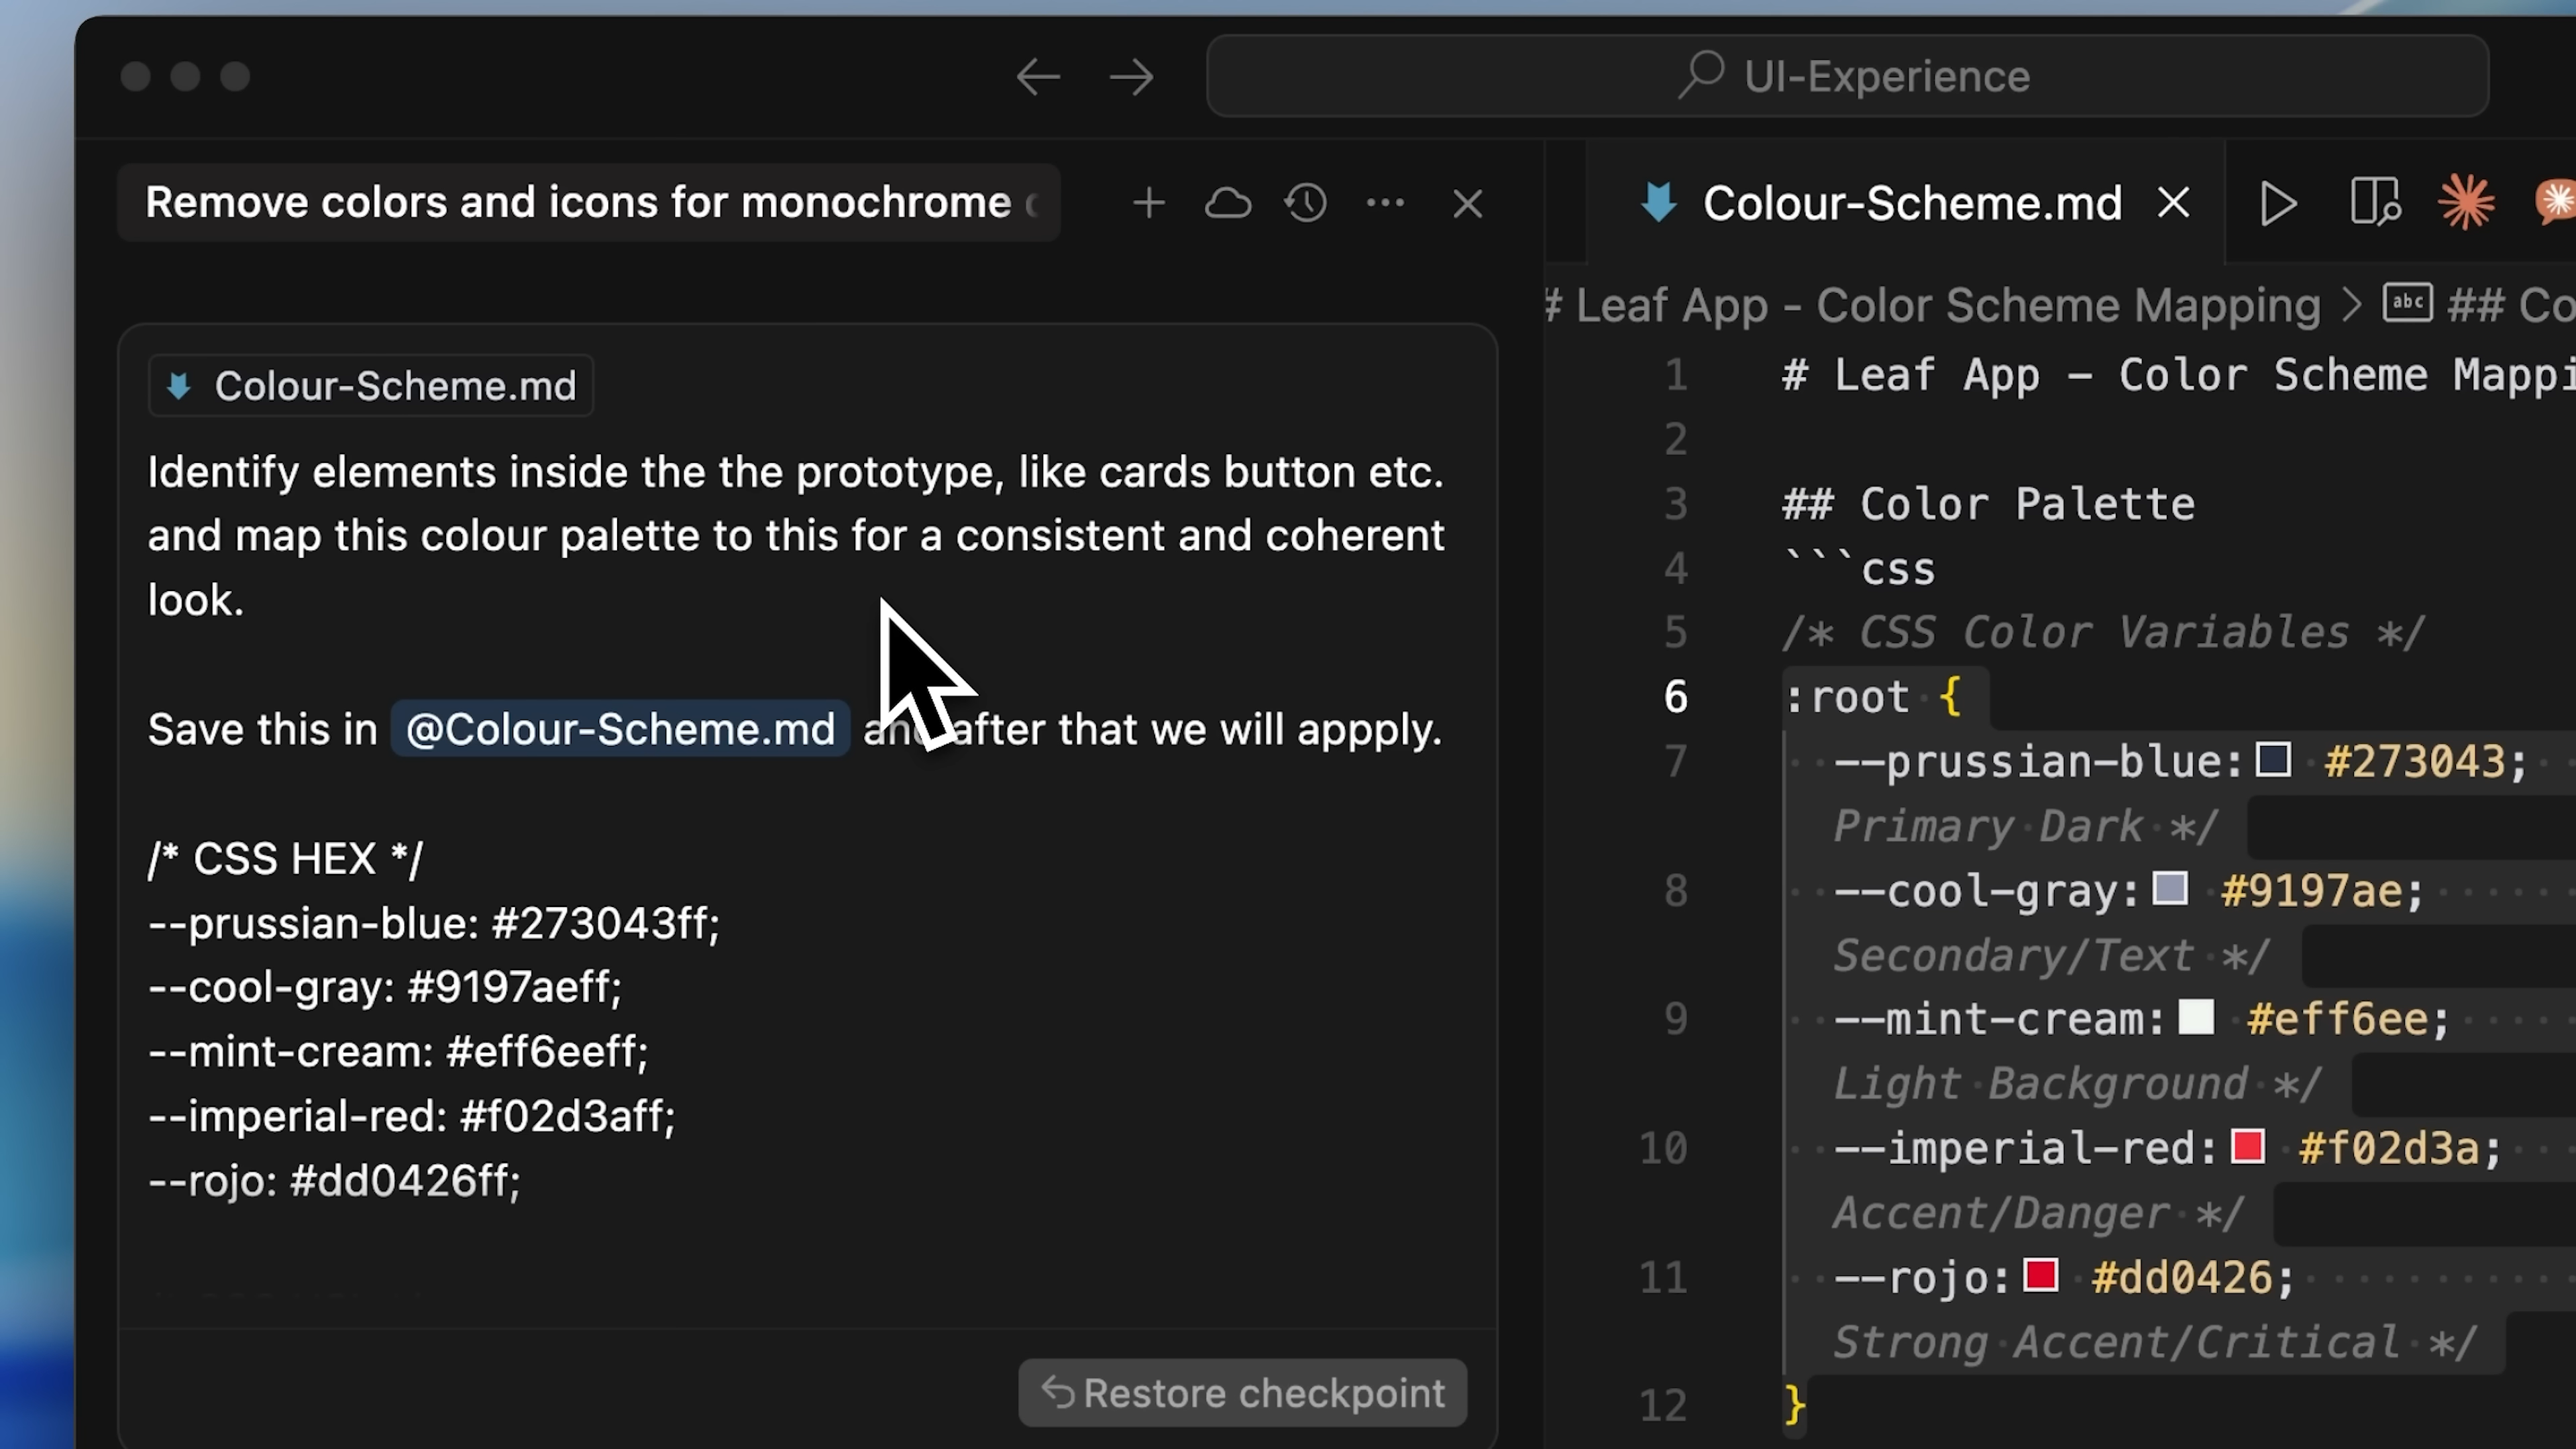 UI-Experience
Remove colors and icons for monochrome
Colour-Scheme.md
Identify elements inside the the prototype, like cards button etc.
and map this colour palette to this for a consistent and coherent
look.
Save this in @Colour-Scheme.md and after that we will appply.
/* CSS HEX */
--prussian-blue: #273043ff;
--cool-gray: #9197aeff;
--mint-cream: #eff6eeff;
--imperial-red: #f02d3aff;
--rojo: #dd0426ff;
Restore checkpoint
Colour-Scheme.md
# Leaf App - Color Scheme Mapping > abc ## Co
1 # Leaf App - Color Scheme Mappi
2
3 ## Color Palette
4 ```css
5 /* CSS Color Variables */
6 :root {
7 --prussian-blue: #273043;
Primary Dark */
8 --cool-gray: #9197ae;
Secondary/Text */
9 --mint-cream: #eff6ee;
Light Background */
10 --imperial-red: #f02d3a;
Accent/Danger */
11 --rojo: #dd0426;
Strong Accent/Critical */
12 }